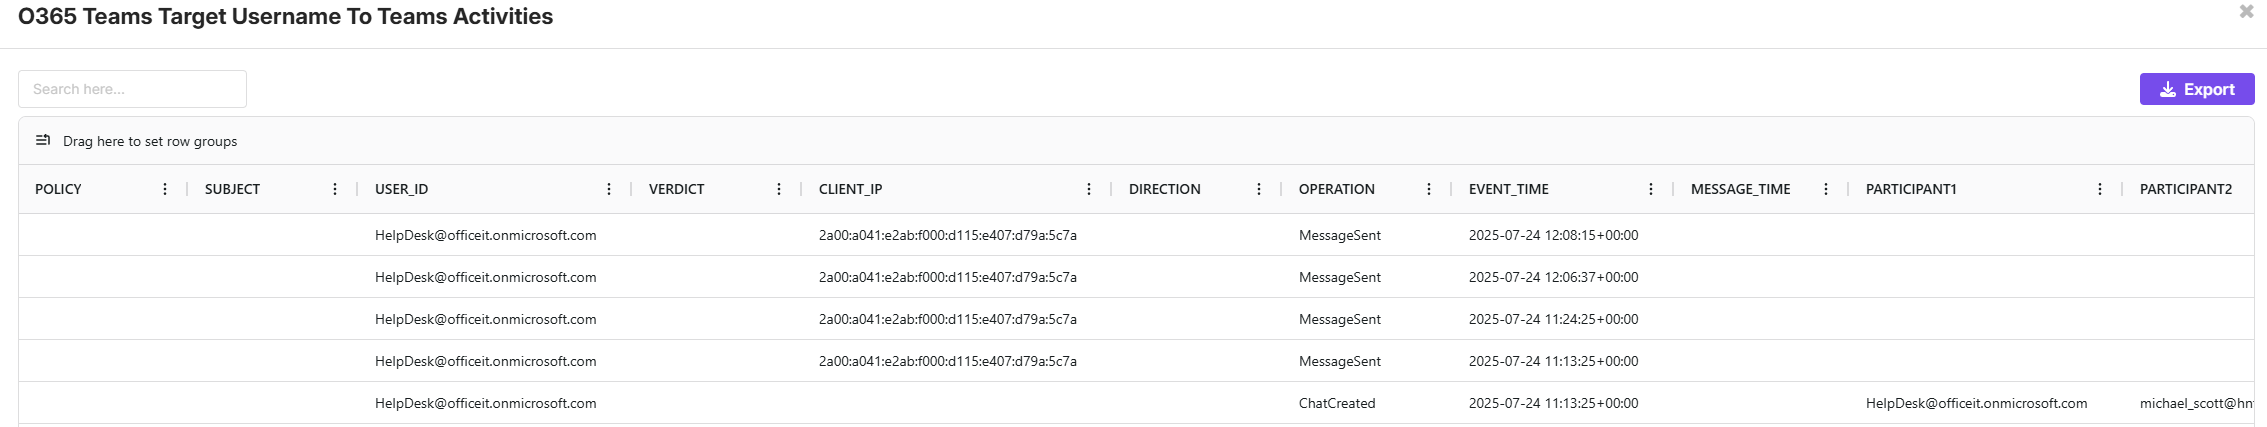 O365 Teams Target Username To Teams Activities
Search here...
Export
Drag here to set row groups
POLICY SUBJECT USER_ID VERDICT CLIENT_IP DIRECTION OPERATION EVENT_TIME MESSAGE_TIME PARTICIPANT1 PARTICIPANT2
HelpDesk@officeit.onmicrosoft.com 2a00:a041:e2ab:f000:d115:e407:d79a:5c7a MessageSent 2025-07-24 12:08:15+00:00
HelpDesk@officeit.onmicrosoft.com 2a00:a041:e2ab:f000:d115:e407:d79a:5c7a MessageSent 2025-07-24 12:06:37+00:00
HelpDesk@officeit.onmicrosoft.com 2a00:a041:e2ab:f000:d115:e407:d79a:5c7a MessageSent 2025-07-24 11:24:25+00:00
HelpDesk@officeit.onmicrosoft.com 2a00:a041:e2ab:f000:d115:e407:d79a:5c7a MessageSent 2025-07-24 11:13:25+00:00
HelpDesk@officeit.onmicrosoft.com ChatCreated 2025-07-24 11:13:25+00:00 HelpDesk@officeit.onmicrosoft.com michael_scott@hn